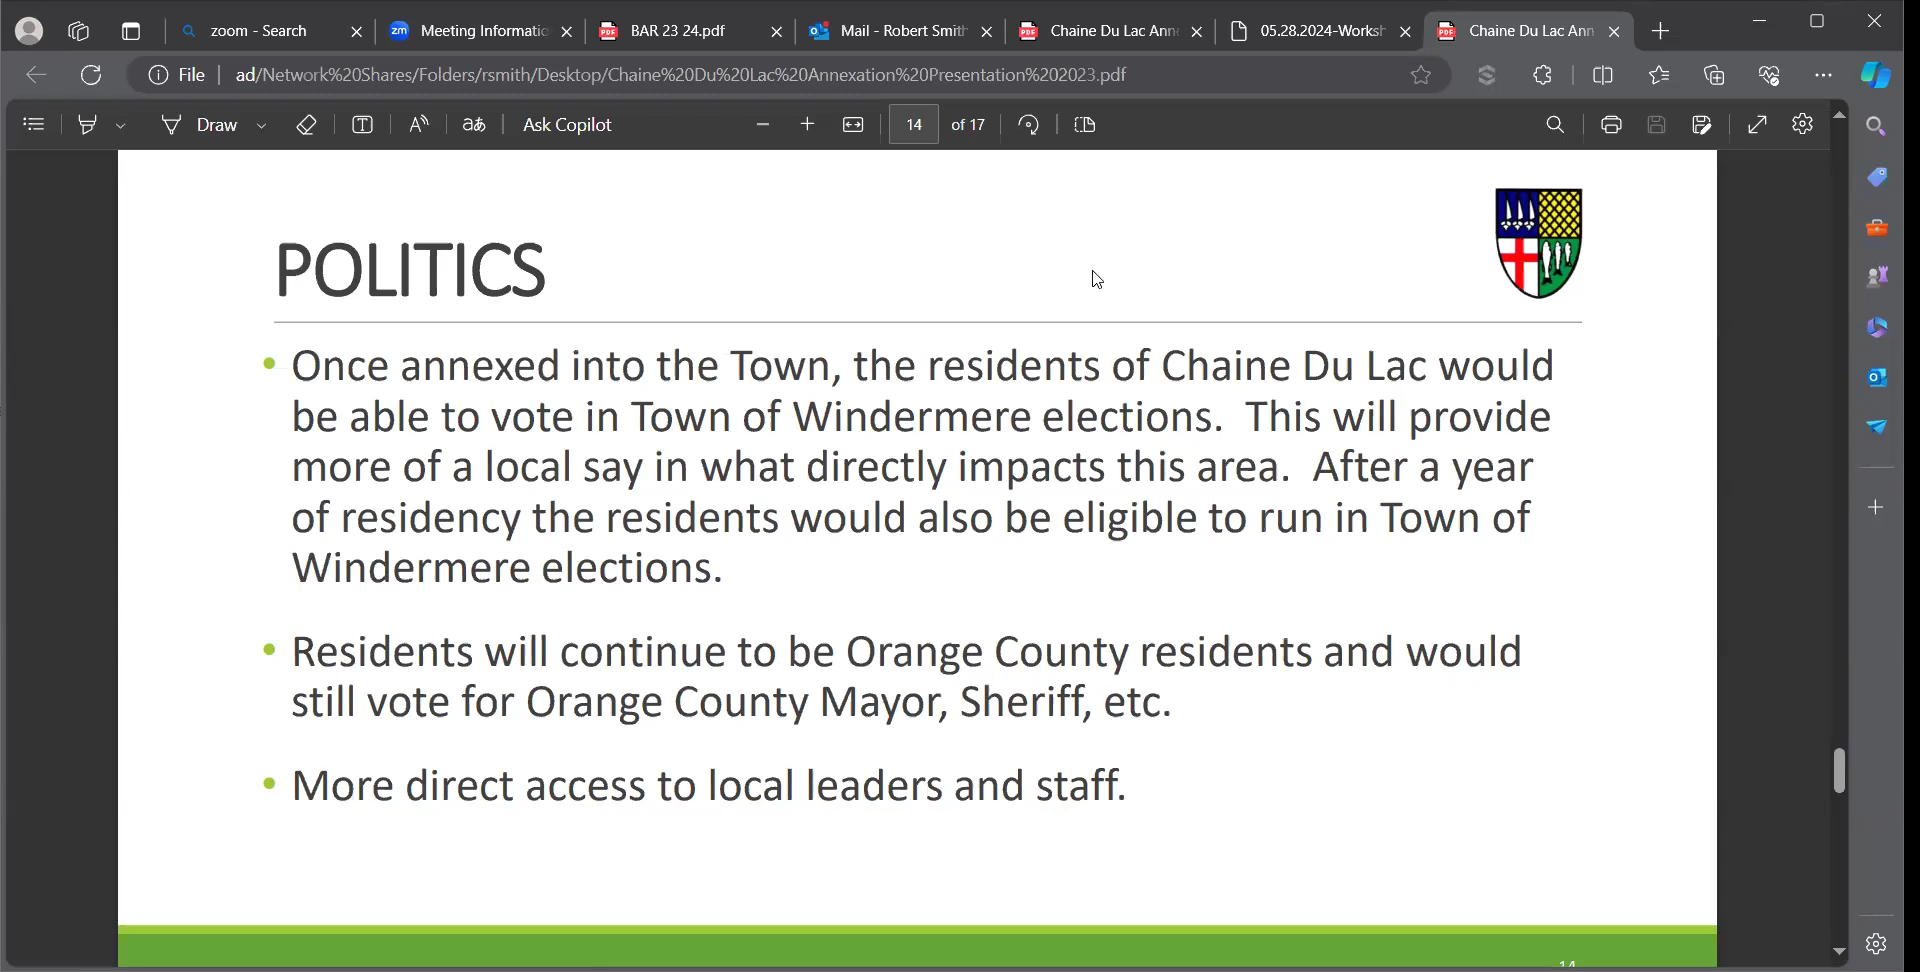 zoom - Search
Meeting Informatio
BAR 23 24.pdf
Mail - Robert Smith
Chaine Du Lac Anne
05.28.2024-Worksh
Chaine Du Lac Ann
File
ad/Network%20Shares/Folders/rsmith/Desktop/Chaine%20Du%20Lac%20Annexation%20Presentation%202023.pdf
Draw
Ask Copilot
14
of 17
POLITICS
• Once annexed into the Town, the residents of Chaine Du Lac would
be able to vote in Town of Windermere elections. This will provide
more of a local say in what directly impacts this area. After a year
of residency the residents would also be eligible to run in Town of
Windermere elections.
• Residents will continue to be Orange County residents and would
still vote for Orange County Mayor, Sheriff, etc.
• More direct access to local leaders and staff.
14